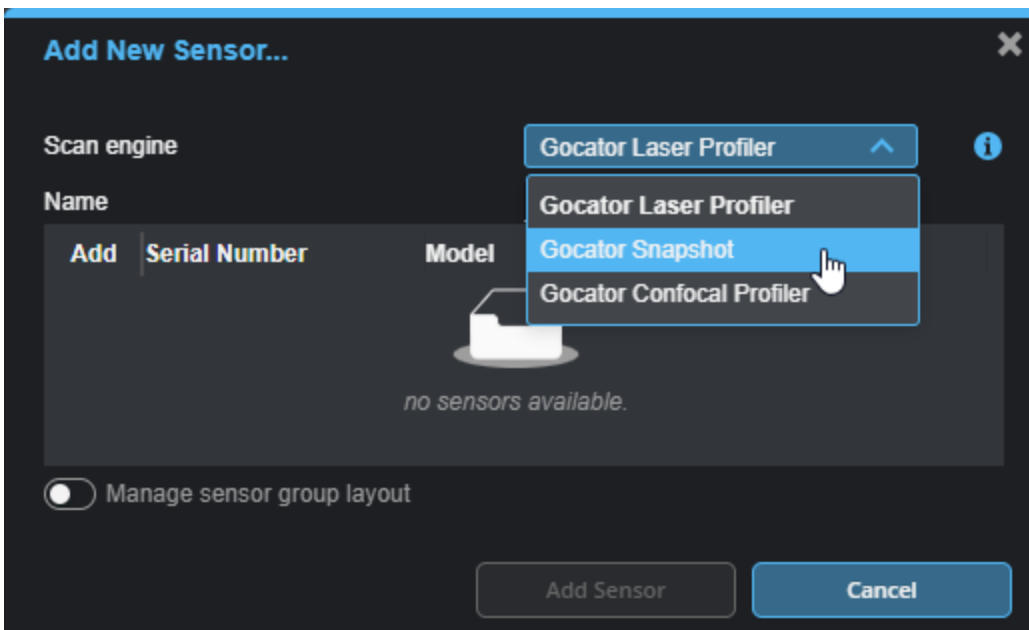 Add New Sensor...
Scan engine
Gocator Laser Profiler
Name
Gocator Laser Profiler
Gocator Snapshot
Gocator Confocal Profiler
Add Serial Number Model
no sensors available.
Manage sensor group layout
Add Sensor Cancel